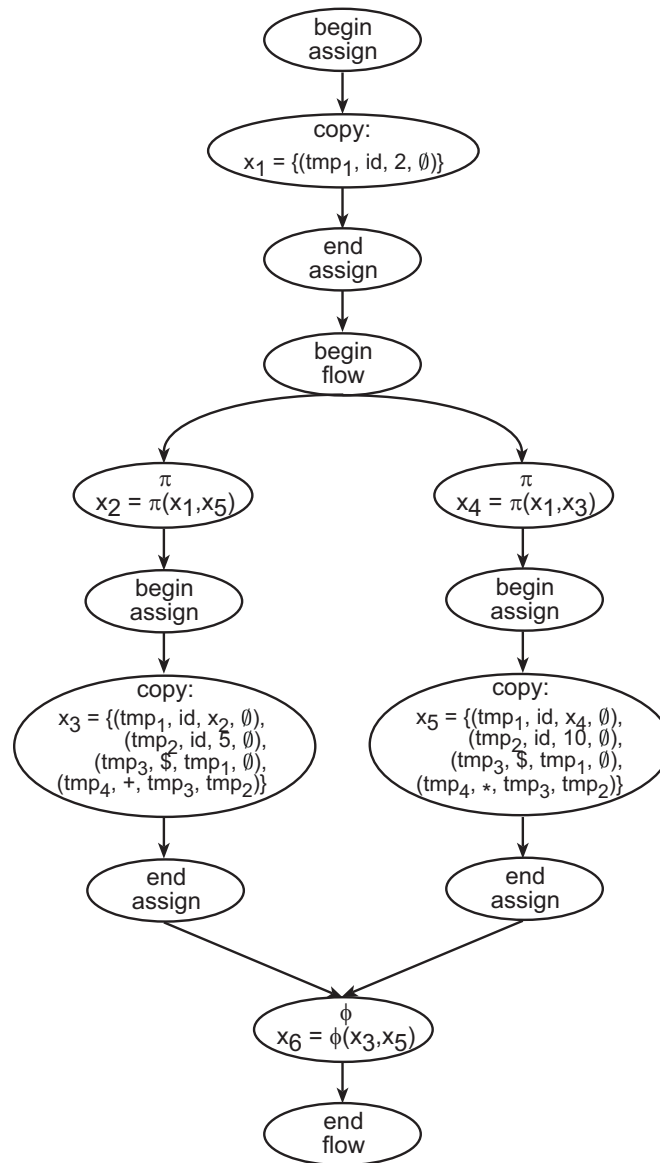 begin
assign
copy:
x₁ = {(tmp₁, id, 2, ∅)}
end
assign
begin
flow
π
x₂ = π(x₁,x₅)
π
x₄ = π(x₁,x₃)
begin
assign
begin
assign
copy:
x₃ = {(tmp₁, id, x₂, ∅),
(tmp₂, id, 5, ∅),
(tmp₃, $, tmp₁, ∅),
(tmp₄, +, tmp₃, tmp₂)}
copy:
x₅ = {(tmp₁, id, x₄, ∅),
(tmp₂, id, 10, ∅),
(tmp₃, $, tmp₁, ∅),
(tmp₄, *, tmp₃, tmp₂)}
end
assign
end
assign
ϕ
x₆ = ϕ(x₃,x₅)
end
flow